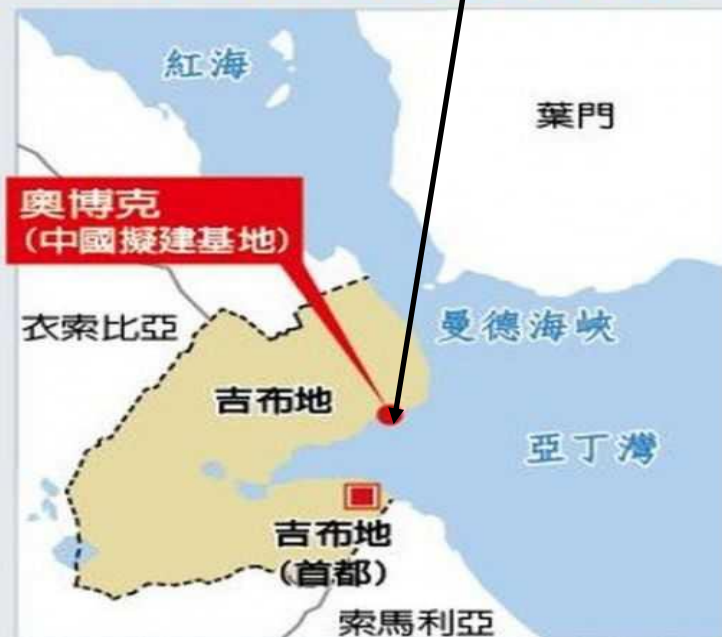 紅海
葉門
奧博克
(中國擬建基地)
衣索比亞
曼德海峽
吉布地
亞丁灣
吉布地
(首都)
索馬利亞